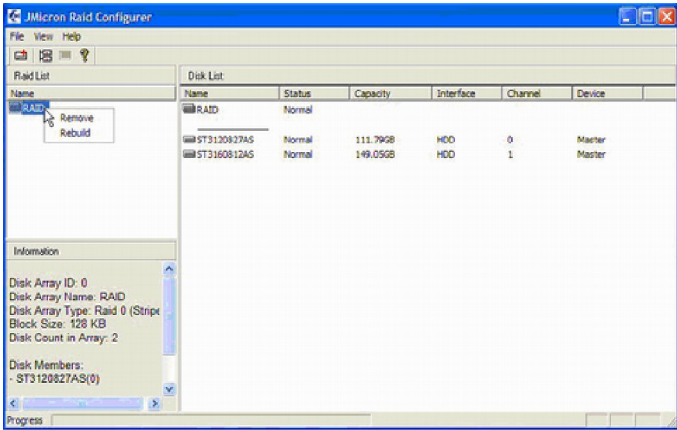 JMicron Raid Configurer
File View Help
Raid List
Name
RAID
Remove
Rebuild
Disk List
Name Status Capacity Interface Channel Device
RAID Normal
ST3120827AS Normal 111.79GB HDD 0 Master
ST3160812AS Normal 149.05GB HDD 1 Master
Information
Disk Array ID: 0
Disk Array Name: RAID
Disk Array Type: Raid 0 (Stripe
Block Size: 128 KB
Disk Count in Array: 2
Disk Members:
- ST3120827AS(0)
Progress